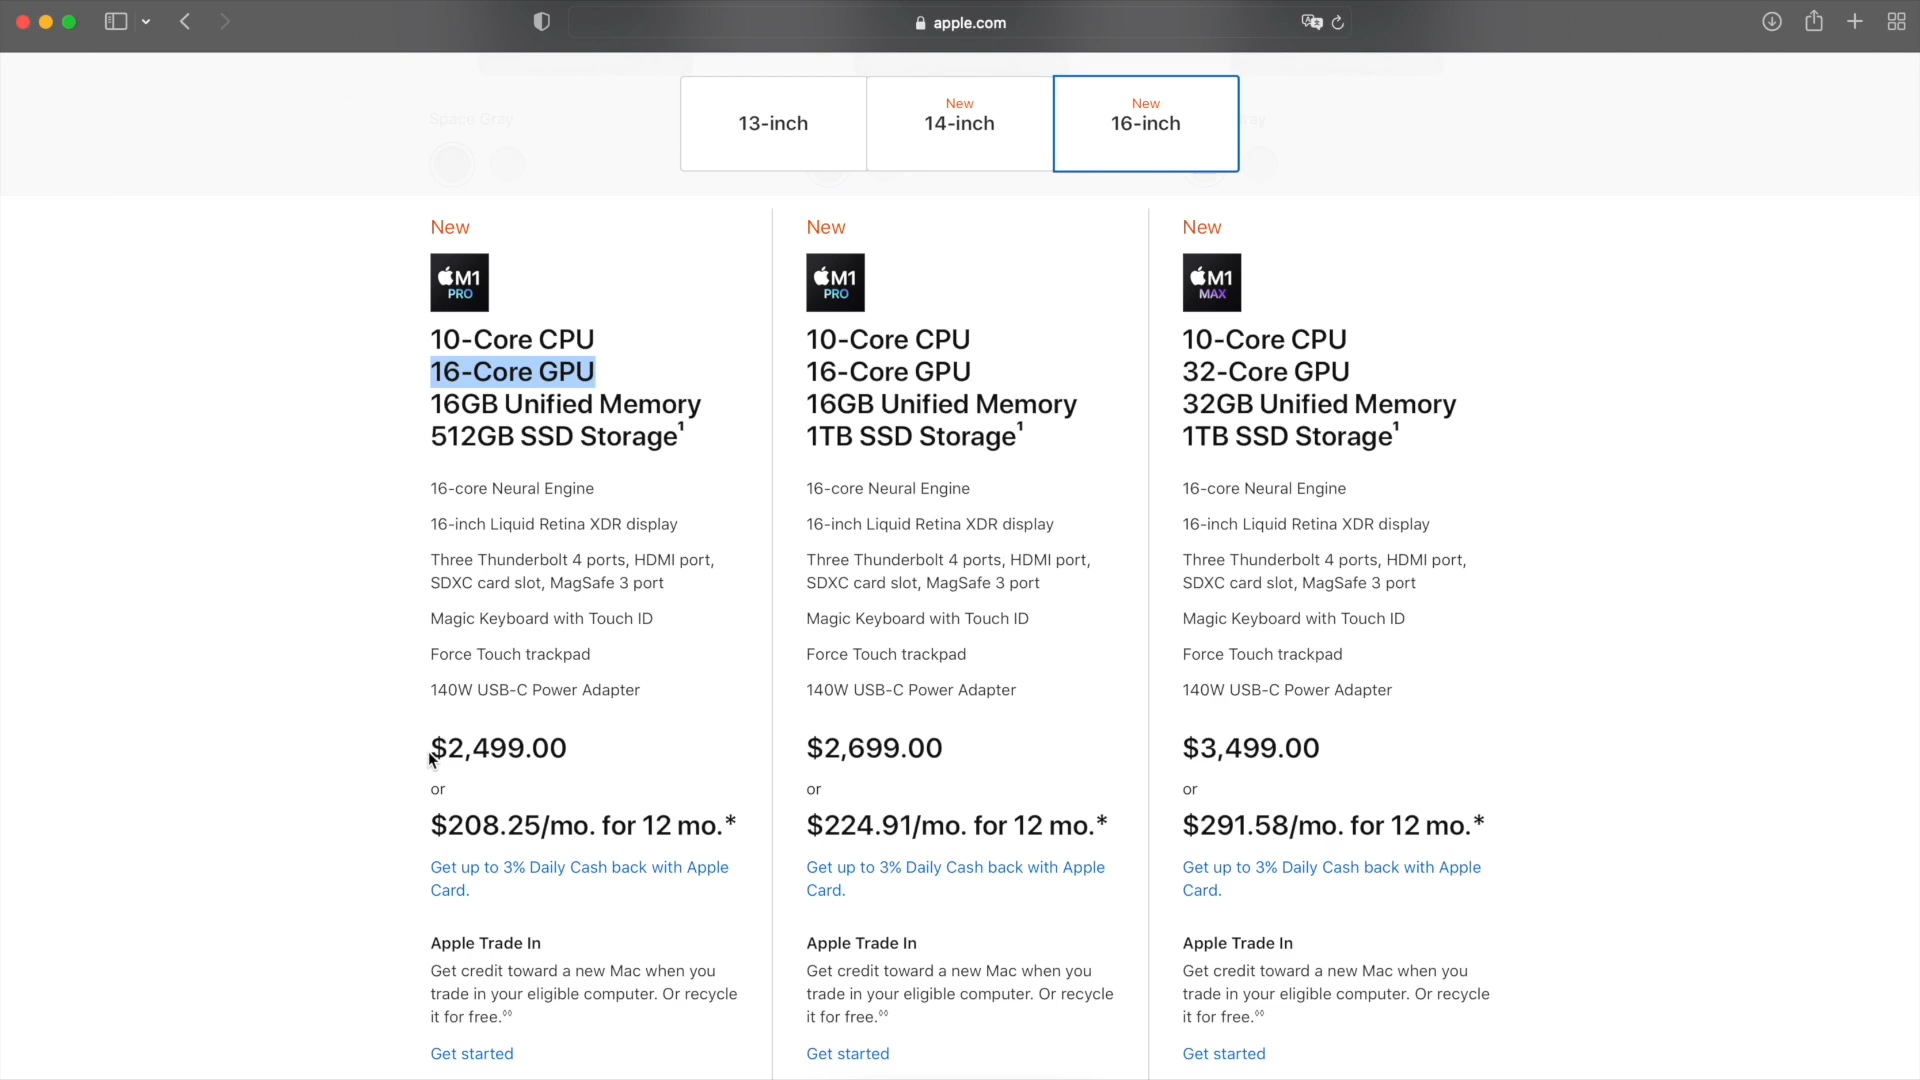 apple.com
13-inch
New
14-inch
New
16-inch
Space Gray
New
M1
PRO
10-Core CPU
16-Core GPU
16GB Unified Memory
512GB SSD Storage¹
16-core Neural Engine
16-inch Liquid Retina XDR display
Three Thunderbolt 4 ports, HDMI port,
SDXC card slot, MagSafe 3 port
Magic Keyboard with Touch ID
Force Touch trackpad
140W USB-C Power Adapter
$2,499.00
or
$208.25/mo. for 12 mo.*
Get up to 3% Daily Cash back with Apple
Card.
Apple Trade In
Get credit toward a new Mac when you
trade in your eligible computer. Or recycle
it for free.◊◊
Get started
New
M1
PRO
10-Core CPU
16-Core GPU
16GB Unified Memory
1TB SSD Storage¹
16-core Neural Engine
16-inch Liquid Retina XDR display
Three Thunderbolt 4 ports, HDMI port,
SDXC card slot, MagSafe 3 port
Magic Keyboard with Touch ID
Force Touch trackpad
140W USB-C Power Adapter
$2,699.00
or
$224.91/mo. for 12 mo.*
Get up to 3% Daily Cash back with Apple
Card.
Apple Trade In
Get credit toward a new Mac when you
trade in your eligible computer. Or recycle
it for free.◊◊
Get started
New
M1
MAX
10-Core CPU
32-Core GPU
32GB Unified Memory
1TB SSD Storage¹
16-core Neural Engine
16-inch Liquid Retina XDR display
Three Thunderbolt 4 ports, HDMI port,
SDXC card slot, MagSafe 3 port
Magic Keyboard with Touch ID
Force Touch trackpad
140W USB-C Power Adapter
$3,499.00
or
$291.58/mo. for 12 mo.*
Get up to 3% Daily Cash back with Apple
Card.
Apple Trade In
Get credit toward a new Mac when you
trade in your eligible computer. Or recycle
it for free.◊◊
Get started